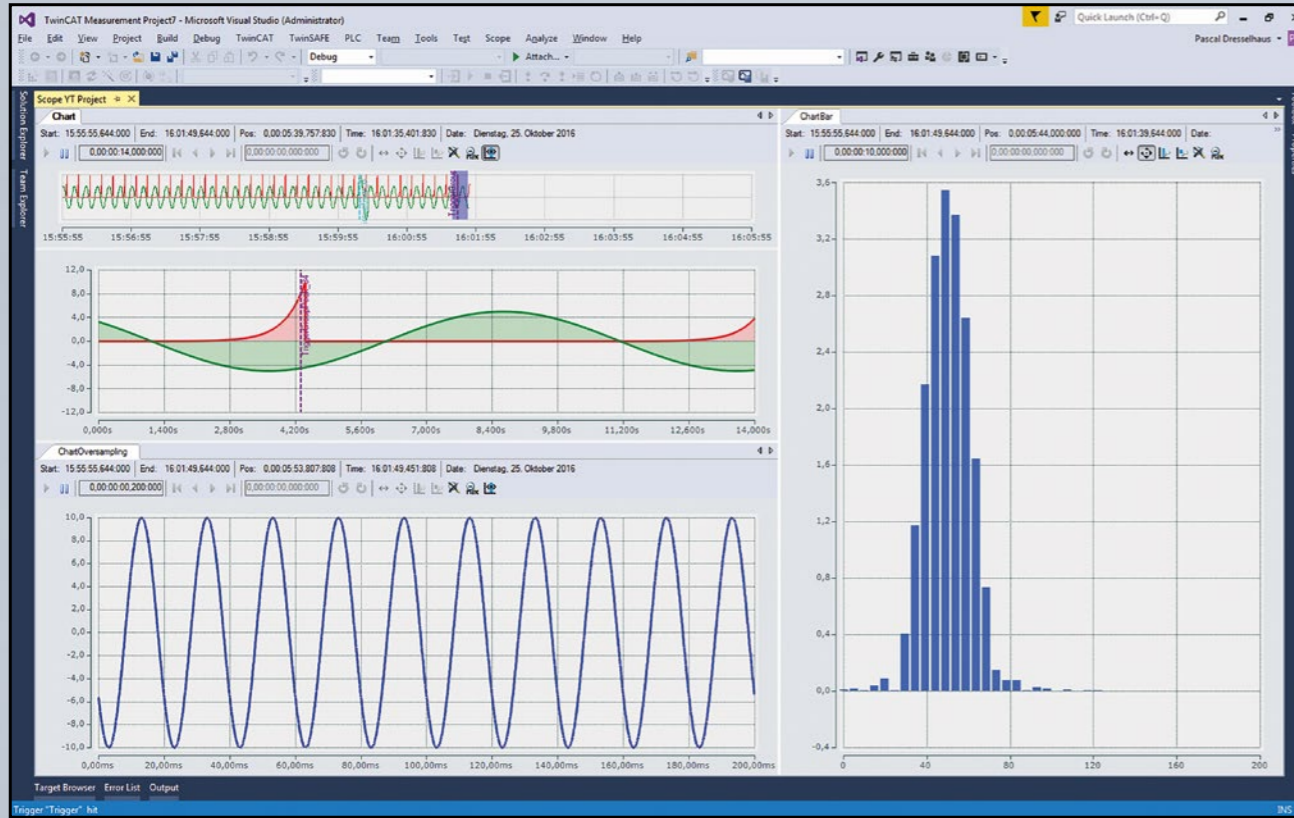 TwinCAT Measurement Project7 - Microsoft Visual Studio (Administrator)
Quick Launch (Ctrl+Q)
File Edit View Project Build Debug TwinCAT TwinSAFE PLC Team Tools Test Scope Analyze Window Help
Pascal Dresselhaus
Debug
Attach...
Solution Explorer
Team Explorer
Scope YT Project
Chart
Start: 15:55:55,644:000 End: 16:01:49,644:000 Pos: 0,00:05:39,757:830 Time: 16:01:35,401:830 Date: Dienstag, 25. Oktober 2016
0,00:00:14,000:000
0,00:00:00,000:000
15:55:55 15:56:55 15:57:55 15:58:55 15:59:55 16:00:55 16:01:55 16:02:55 16:03:55 16:04:55 16:05:55
12,0
8,0
4,0
0,0
-4,0
-8,0
-12,0
0,000s 1,400s 2,800s 4,200s 5,600s 7,000s 8,400s 9,800s 11,200s 12,600s 14,000s
ChartOversampling
Start: 15:55:55,644:000 End: 16:01:49,644:000 Pos: 0,00:05:53,807:808 Time: 16:01:49,451:808 Date: Dienstag, 25. Oktober 2016
0,00:00:00,200:000
0,00:00:00,000:000
10,0
8,0
6,0
4,0
2,0
0,0
-2,0
-4,0
-6,0
-8,0
-10,0
0,00ms 20,00ms 40,00ms 60,00ms 80,00ms 100,00ms 120,00ms 140,00ms 160,00ms 180,00ms 200,00ms
ChartBar
Start: 15:55:55,644:000 End: 16:01:49,644:000 Pos: 0,00:05:44,000:000 Time: 16:01:39,644:000 Date:
0,00:00:10,000:000
0,00:00:00,000:000
3,6
3,2
2,8
2,4
2,0
1,6
1,2
0,8
0,4
0,0
-0,4
0 40 80 120 160 200
Target Browser Error List Output
Trigger "Trigger" hit
INS